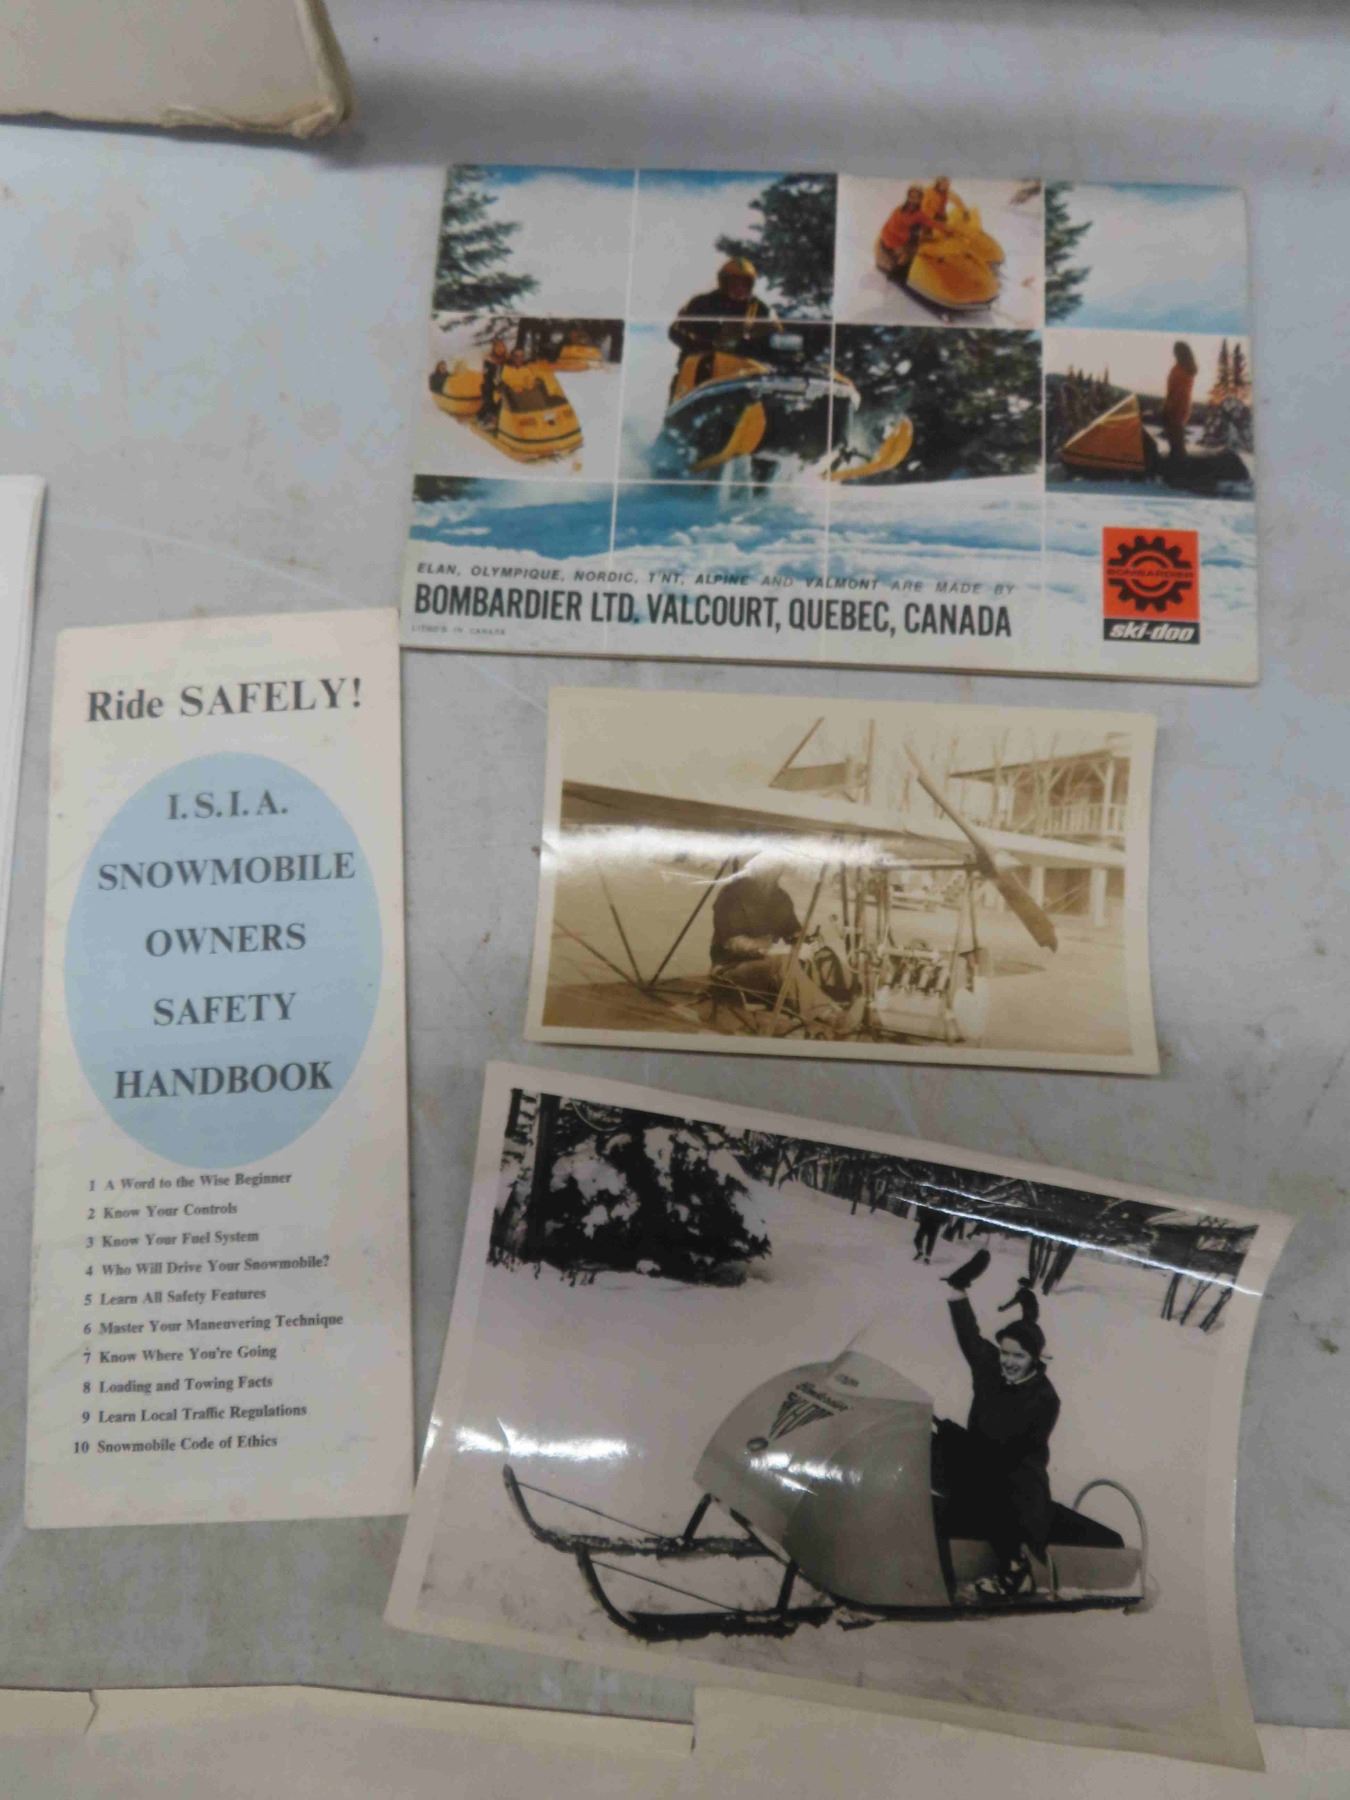 ELAN, OLYMPIQUE, NORDIC, T'NT, ALPINE AND VALMONT ARE MADE BY
BOMBARDIER LTD. VALCOURT, QUEBEC, CANADA
LITHO'D IN CANADA
BOMBARDIER
ski-doo
Ride SAFELY!
I.S.I.A.
SNOWMOBILE
OWNERS
SAFETY
HANDBOOK
1 A Word to the Wise Beginner
2 Know Your Controls
3 Know Your Fuel System
4 Who Will Drive Your Snowmobile?
5 Learn All Safety Features
6 Master Your Maneuvering Technique
7 Know Where You're Going
8 Loading and Towing Facts
9 Learn Local Traffic Regulations
10 Snowmobile Code of Ethics
Bombardier